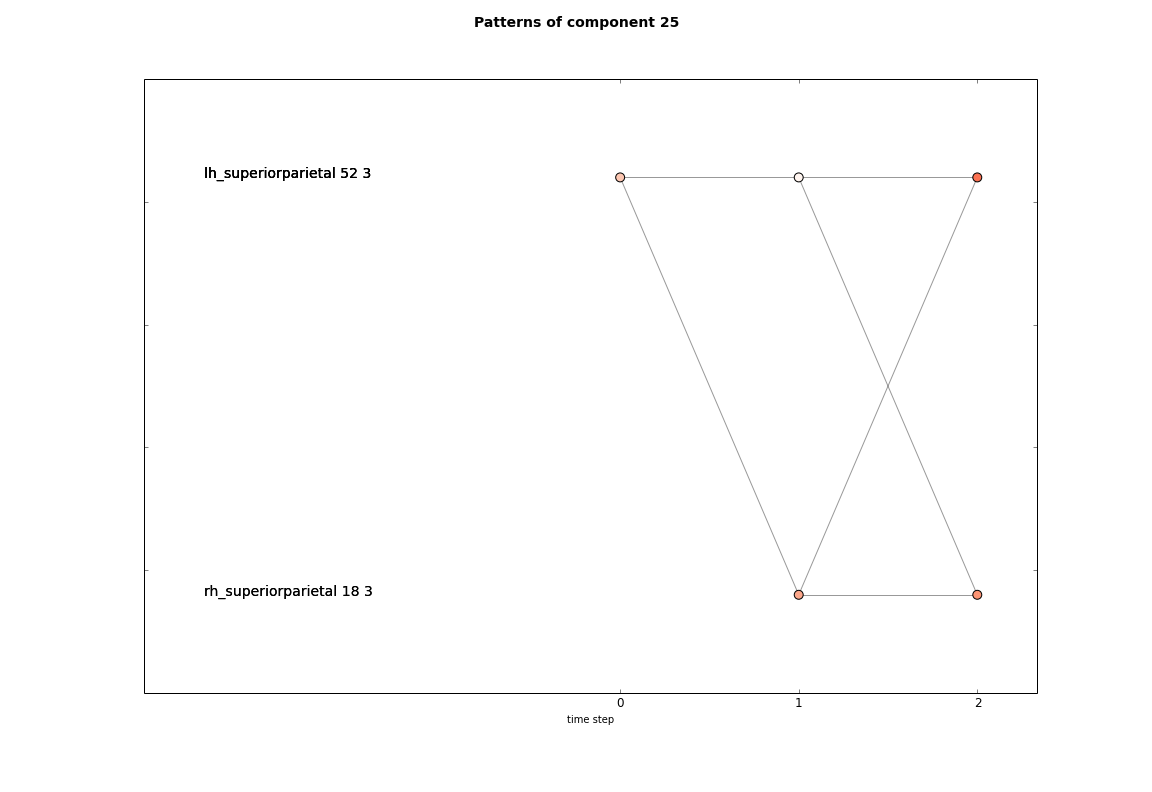 Patterns of component 25
lh_superiorparietal 52 3
rh_superiorparietal 18 3
0 1 2
time step